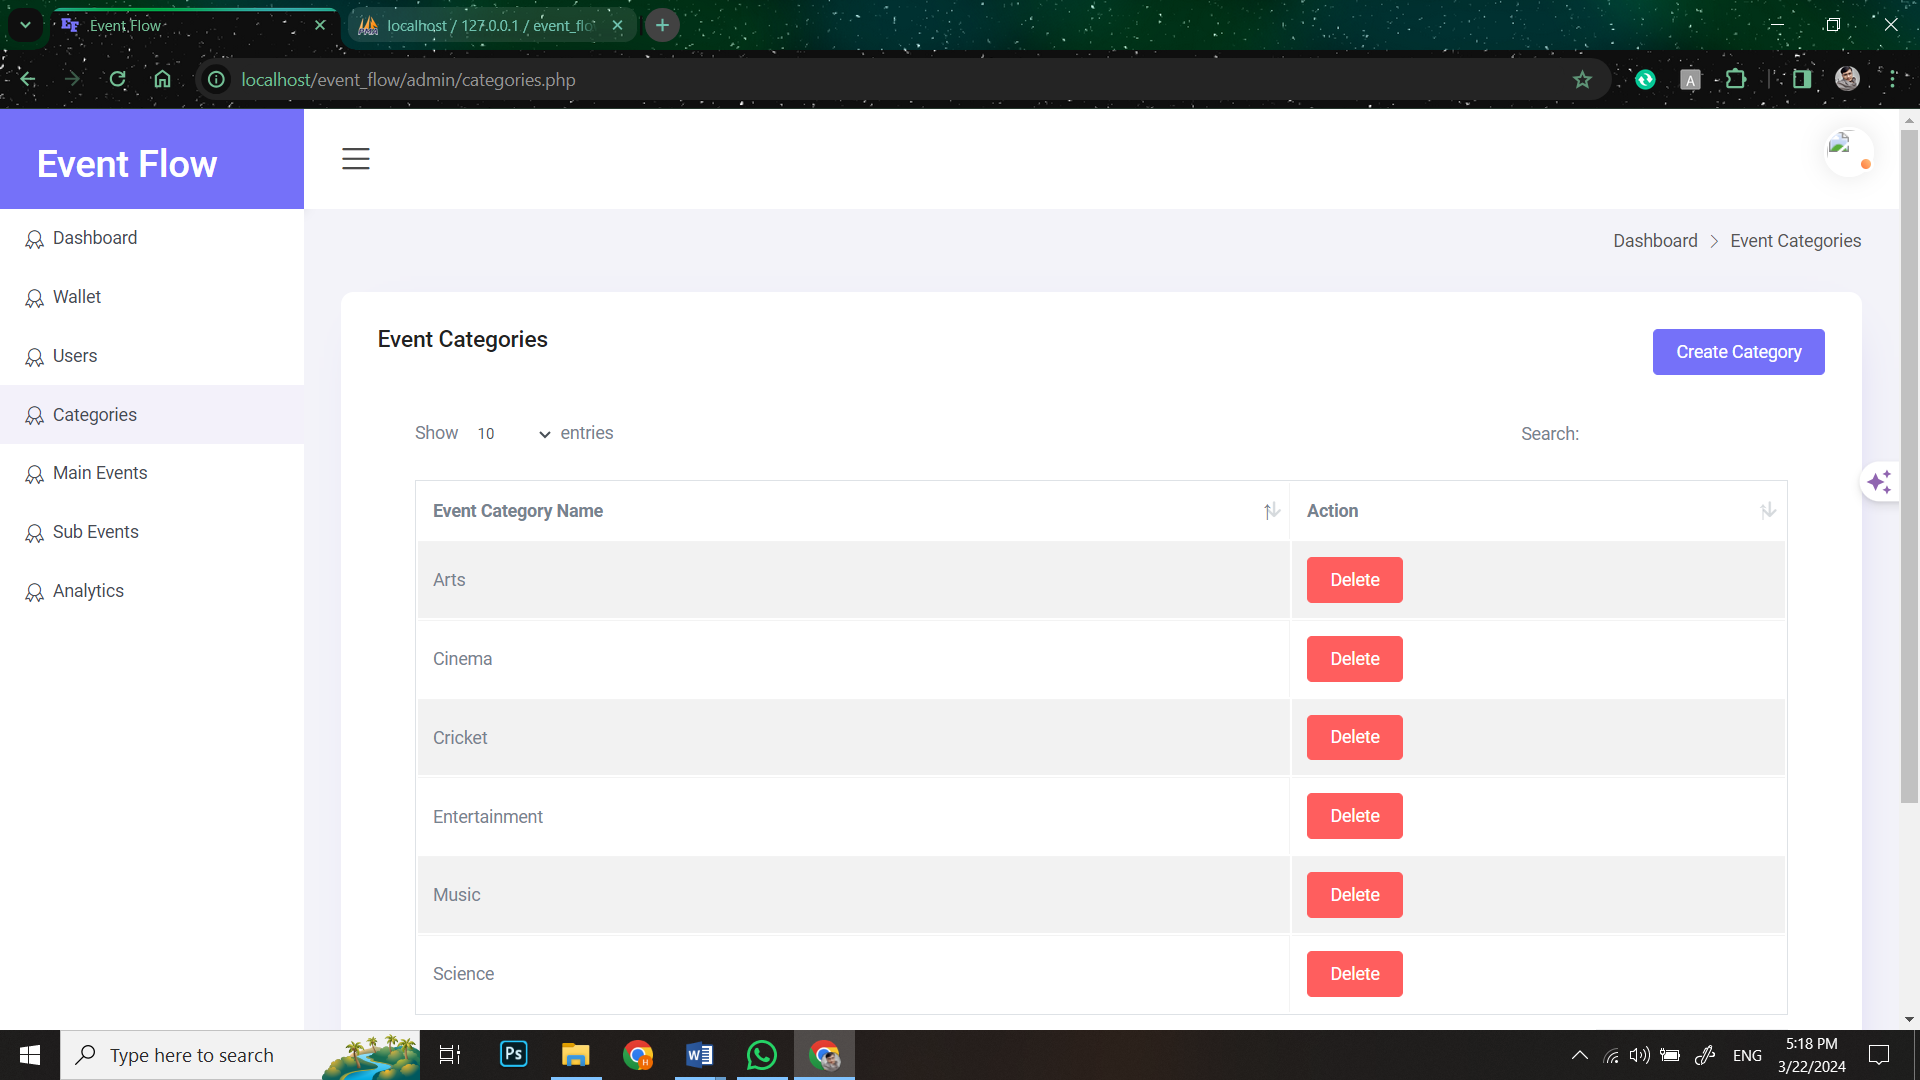 Event Flow
localhost / 127.0.0.1 / event_flo
localhost/event_flow/admin/categories.php
A
Event Flow
Dashboard
Wallet
Users
Categories
Main Events
Sub Events
Analytics
Dashboard > Event Categories
Event Categories
Create Category
Show 10 entries
Search:
Event Category Name Action
Arts Delete
Cinema Delete
Cricket Delete
Entertainment Delete
Music Delete
Science Delete
Type here to search
Ps
W
H
ENG
5:18 PM
3/22/2024